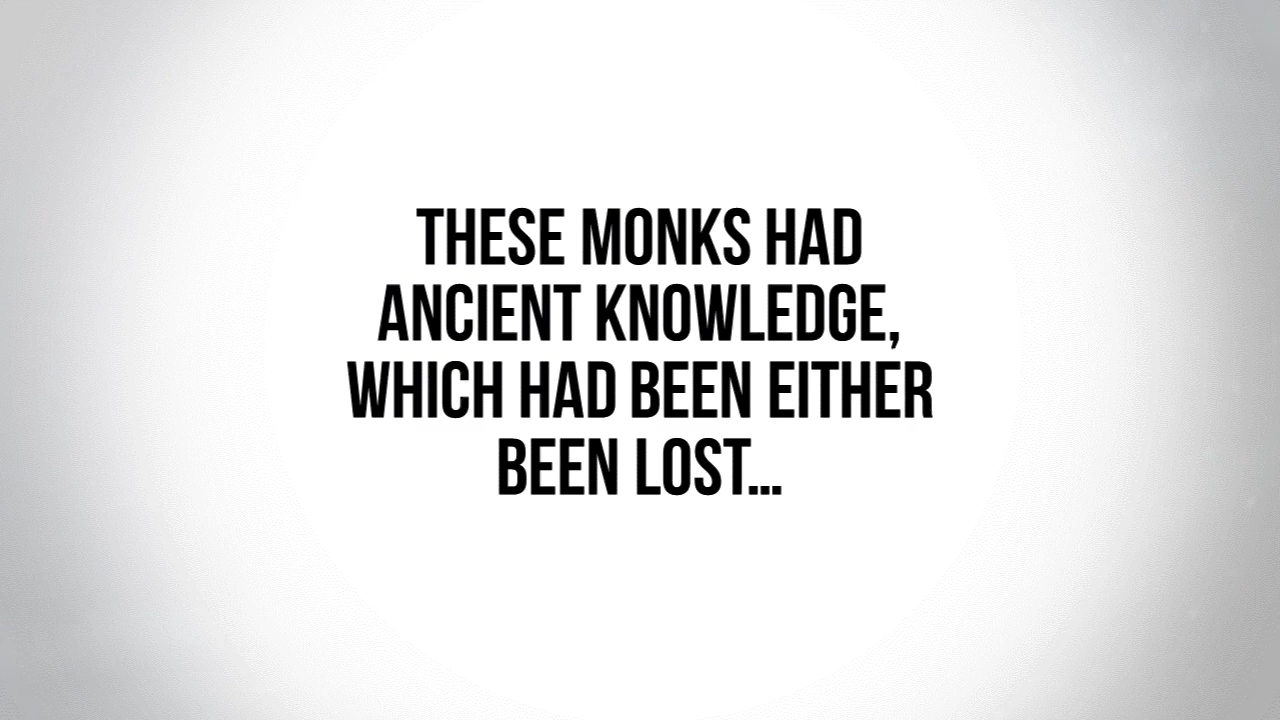 THESE MONKS HAD
ANCIENT KNOWLEDGE,
WHICH HAD BEEN EITHER
BEEN LOST...